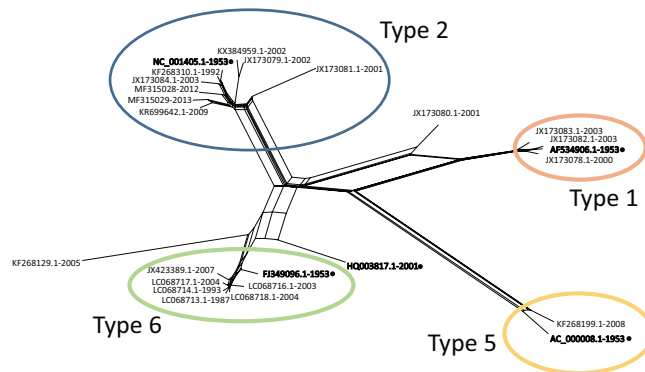 Type 2
KX384959.1-2002
NC_001405.1-1953
JX173079.1-2002
KF268310.1-1992
JX173081.1-2001
JX173084.1-2003
MF315028-2012
MF315029-2013
KR699642.1-2009
JX173080.1-2001
JX173083.1-2003
JX173082.1-2003
AF534906.1-1953
JX173078.1-2000
Type 1
KF268129.1-2005
HQ003817.1-2001
JX423389.1-2007
FJ349096.1-1953
LC068717.1-2004
LC068716.1-2003
LC068714.1-1993
LC068718.1-2004
LC068713.1-1987
Type 6
KF268199.1-2008
AC_000008.1-1953
Type 5